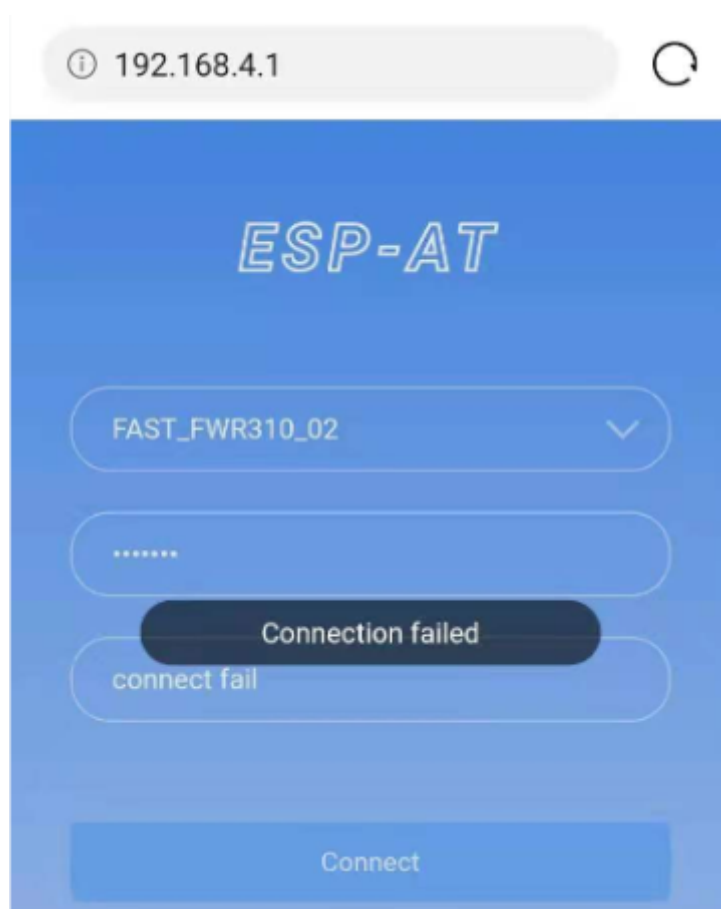 192.168.4.1
ESP-AT
FAST_FWR310_02
•••••••
Connection failed
connect fail
Connect